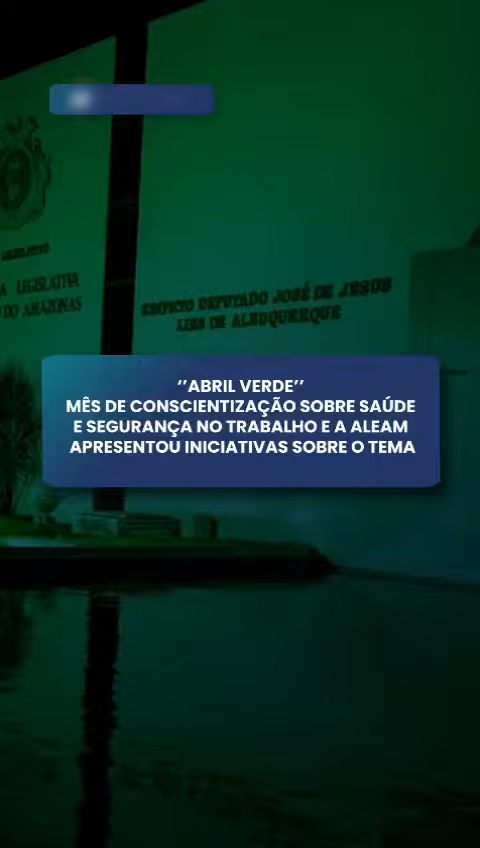 LEGISLATIVO
A LEGISLATIVA
DO AMAZONAS
EDIFÍCIO DEPUTADO JOSÉ DE JESUS
LINS DE ALBUQUERQUE
‘’ABRIL VERDE’’
MÊS DE CONSCIENTIZAÇÃO SOBRE SAÚDE
E SEGURANÇA NO TRABALHO E A ALEAM
APRESENTOU INICIATIVAS SOBRE O TEMA